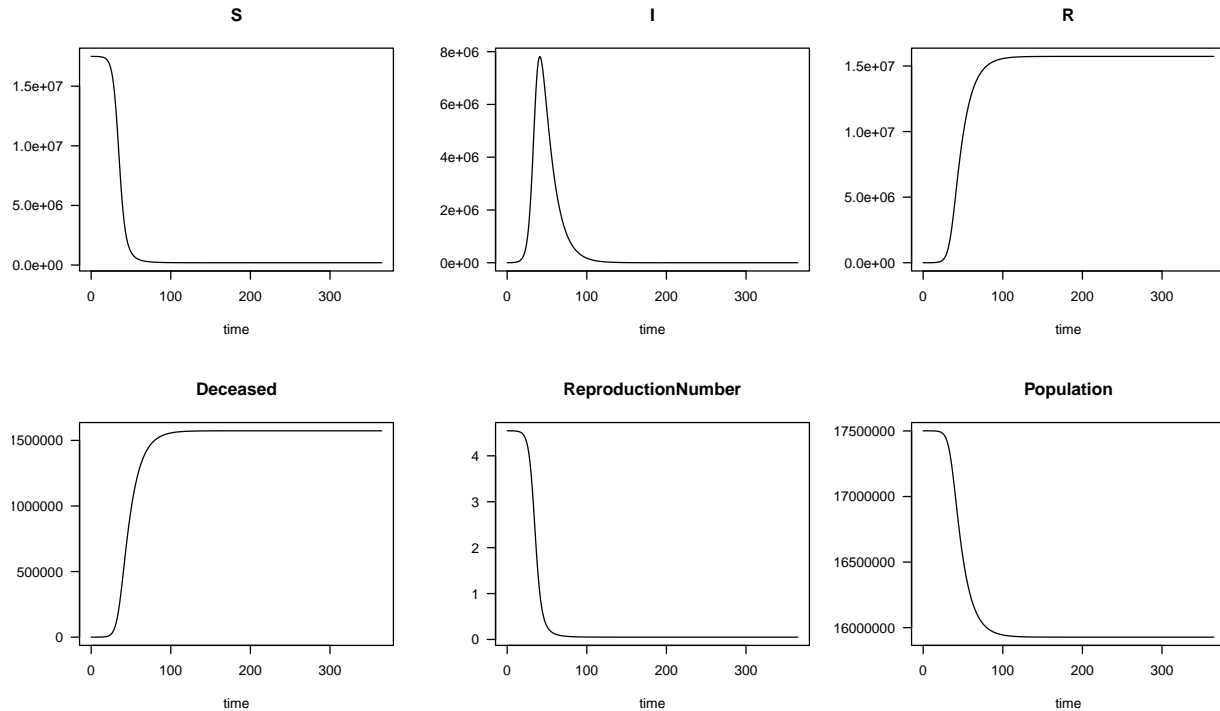 S
1.5e+07
1.0e+07
5.0e+06
0.0e+00
0 100 200 300
time
I
8e+06
6e+06
4e+06
2e+06
0e+00
0 100 200 300
time
R
1.5e+07
1.0e+07
5.0e+06
0.0e+00
0 100 200 300
time
Deceased
1500000
1000000
500000
0
0 100 200 300
time
ReproductionNumber
4
3
2
1
0
0 100 200 300
time
Population
17500000
17000000
16500000
16000000
0 100 200 300
time